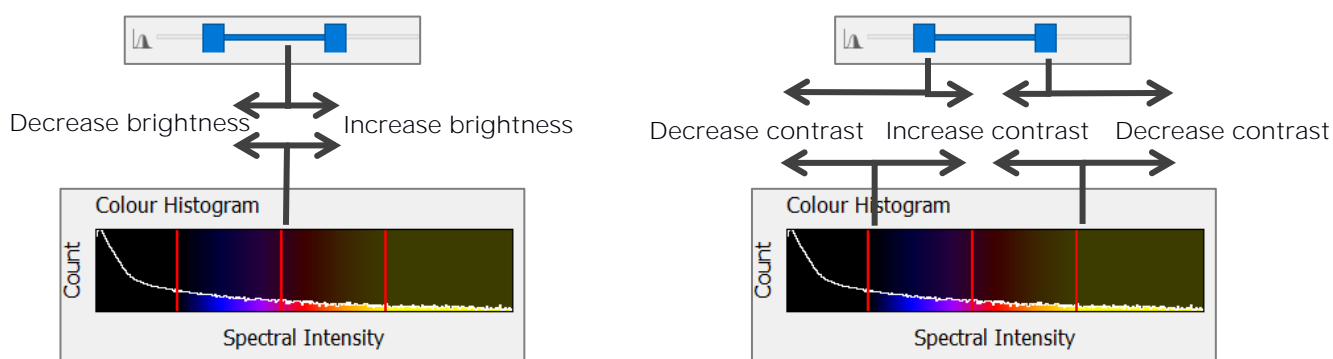 Decrease brightness
Increase brightness
Colour Histogram
Count
Spectral Intensity
Decrease contrast
Increase contrast
Decrease contrast
Colour Histogram
Count
Spectral Intensity